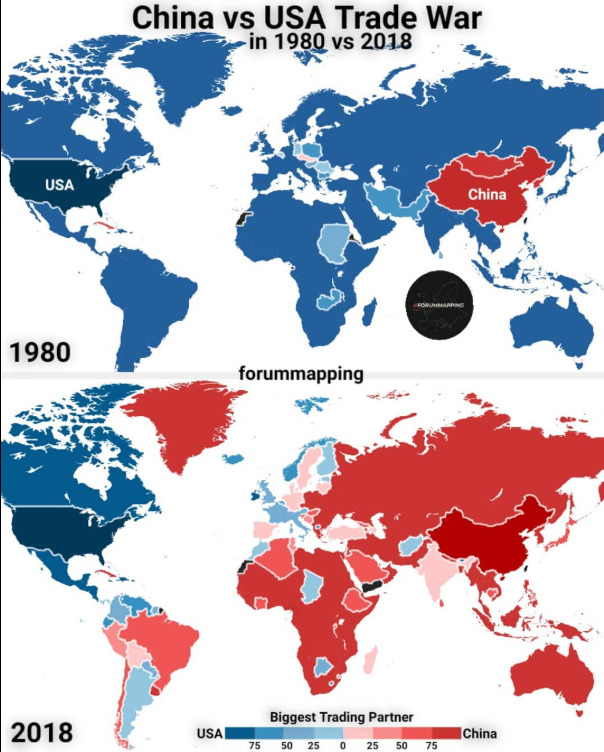 China vs USA Trade War
in 1980 vs 2018
USA
China
#FORUMMAPPING
1980
forummapping
2018
Biggest Trading Partner
USA China
75 50 25 0 25 50 75